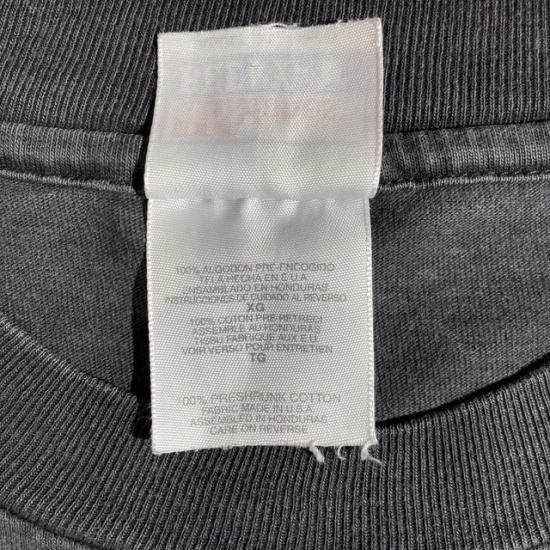 100% ALGODON PRE-ENCOGIDO
TELA HECHA EN E.U.A.
ENSAMBLADO EN HONDURAS
INSTRUCCIONES DE CUIDADO AL REVERSO
XG
100% COTON PRE-RETRECI
ASSEMBLE AU HONDURAS
TISSU FABRIQUE AUX E.U
VOIR VERSO POUR ENTRETIEN
TG
100% PRESHRUNK COTTON
FABRIC MADE IN U.S.A
ASSEMBLED IN HONDURAS
CARE ON REVERSE